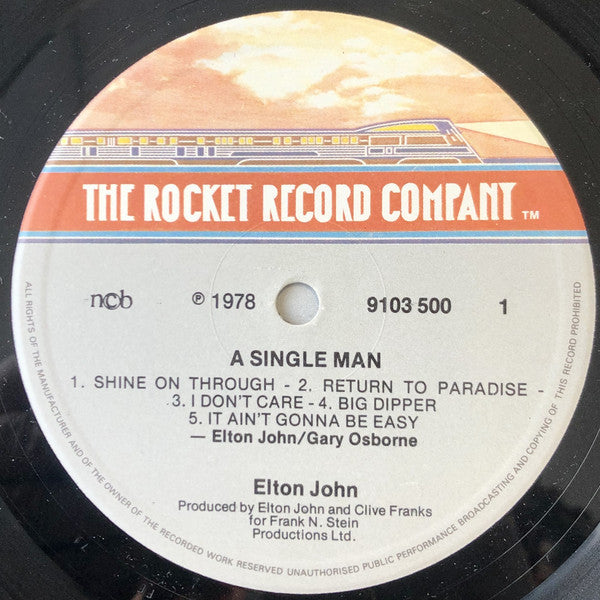 THE ROCKET RECORD COMPANY TM
ncb ℗ 1978 9103 500 1
A SINGLE MAN
1. SHINE ON THROUGH - 2. RETURN TO PARADISE -
3. I DON'T CARE - 4. BIG DIPPER
5. IT AIN'T GONNA BE EASY
— Elton John/Gary Osborne
Elton John
Produced by Elton John and Clive Franks
for Frank N. Stein
Productions Ltd.
ALL RIGHTS OF THE MANUFACTURER AND OF THE OWNER OF THE RECORDED WORK RESERVED UNAUTHORISED PUBLIC PERFORMANCE BROADCASTING AND COPYING OF THIS RECORD PROHIBITED